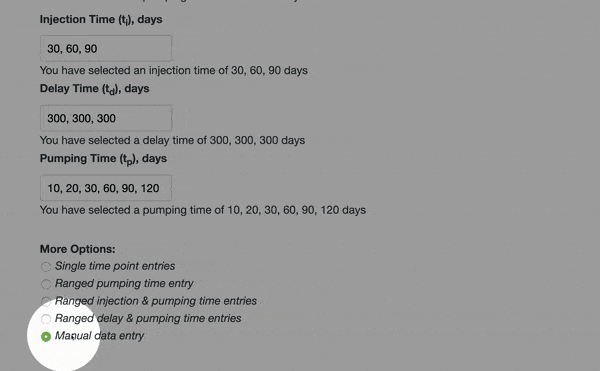 Injection Time (ti), days
30, 60, 90
You have selected an injection time of 30, 60, 90 days
Delay Time (td), days
300, 300, 300
You have selected a delay time of 300, 300, 300 days
Pumping Time (tp), days
10, 20, 30, 60, 90, 120
You have selected a pumping time of 10, 20, 30, 60, 90, 120 days
More Options:
Single time point entries
Ranged pumping time entry
Ranged injection & pumping time entries
Ranged delay & pumping time entries
Manual data entry